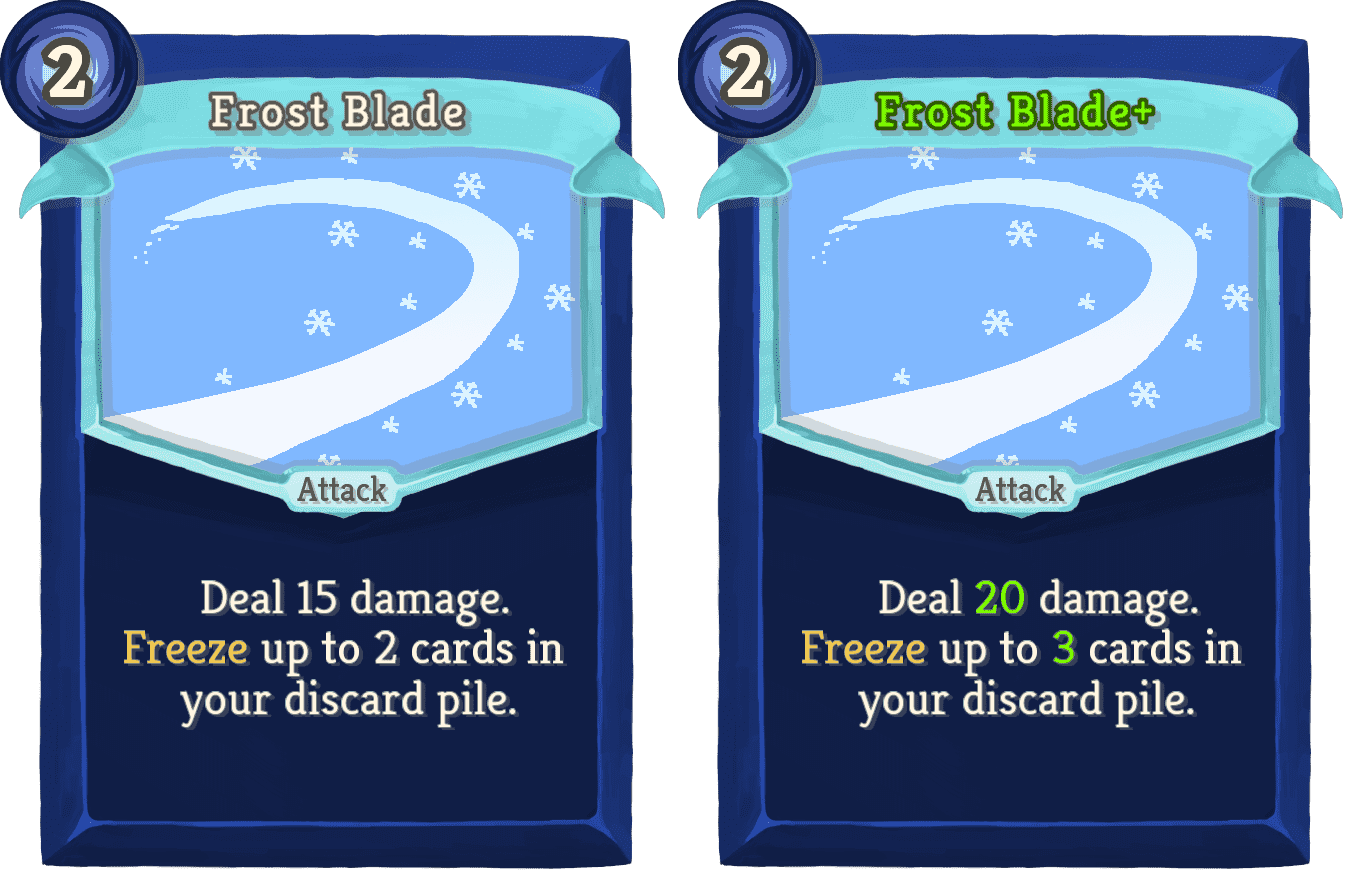 2
Frost Blade
Attack
Deal 15 damage.
Freeze up to 2 cards in
your discard pile.
2
Frost Blade+
Attack
Deal 20 damage.
Freeze up to 3 cards in
your discard pile.